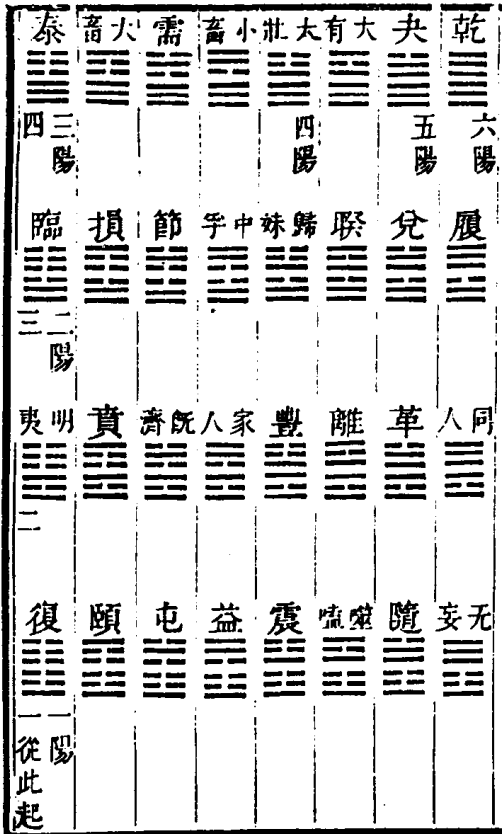 乾 夬 大有 太壯 小畜 需 大畜 泰
六陽 五陽 四陽 三陽 四
履 兌 睽 歸妹 中孚 節 損 臨
二陽 三
同人 革 離 豐 家人 既濟 賁 明夷
二
无妄 隨 噬嗑 震 益 屯 頤 復
一陽
一從此起